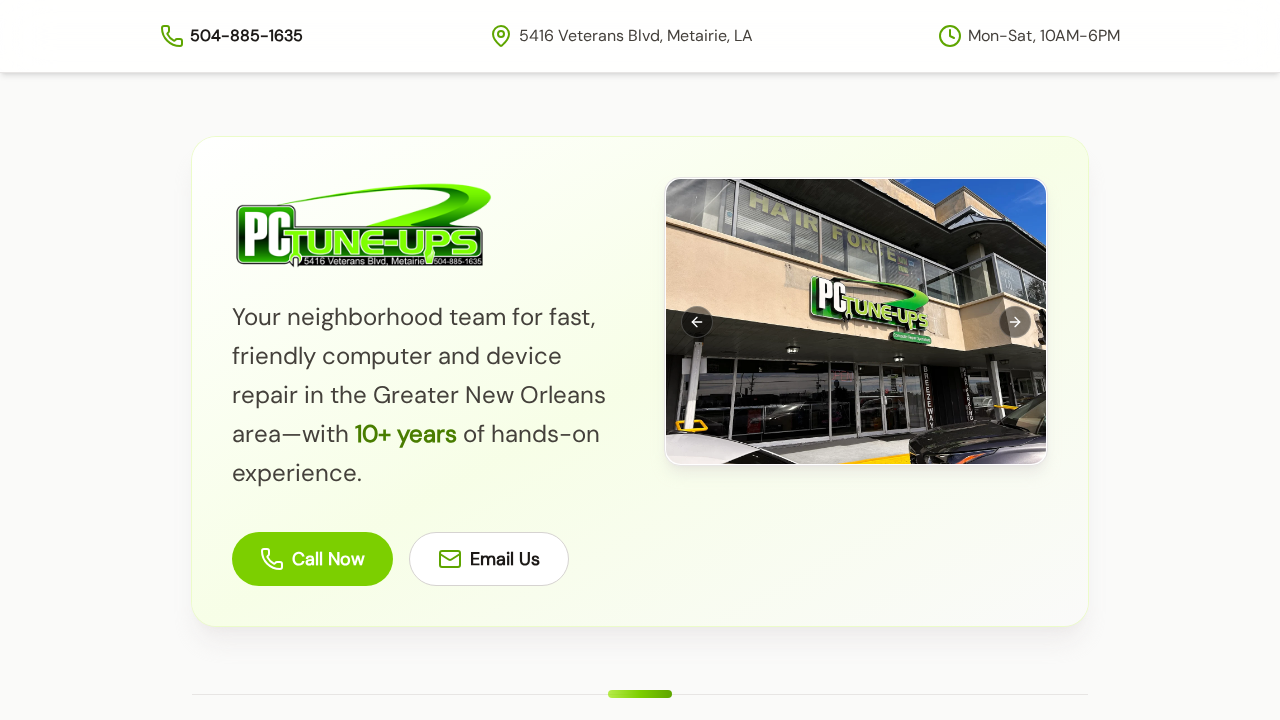 504-885-1635
5416 Veterans Blvd, Metairie, LA
Mon-Sat, 10AM-6PM
PC TUNE-UPS
5416 Veterans Blvd, Metairie 504-885-1635
Your neighborhood team for fast,
friendly computer and device
repair in the Greater New Orleans
area—with 10+ years of hands-on
experience.
Call Now
Email Us
HAIR FORCE
PC TUNE-UPS
BREEZEWAY